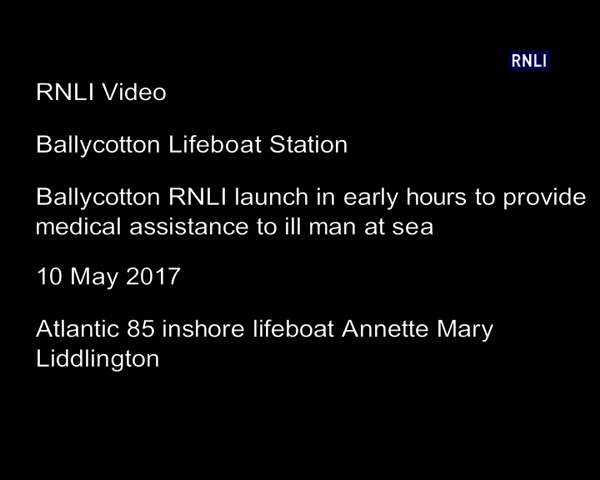 RNLI
RNLI Video
Ballycotton Lifeboat Station
Ballycotton RNLI launch in early hours to provide
medical assistance to ill man at sea
10 May 2017
Atlantic 85 inshore lifeboat Annette Mary
Liddlington